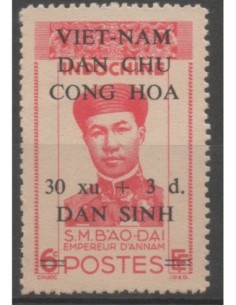 VIET-NAM
INDOCHINE
DAN CHU
CONG HOA
30 xu. + 3 d.
DAN SINH
S.M. BAO-DAI
EMPEREUR D'ANNAM
6 POSTES